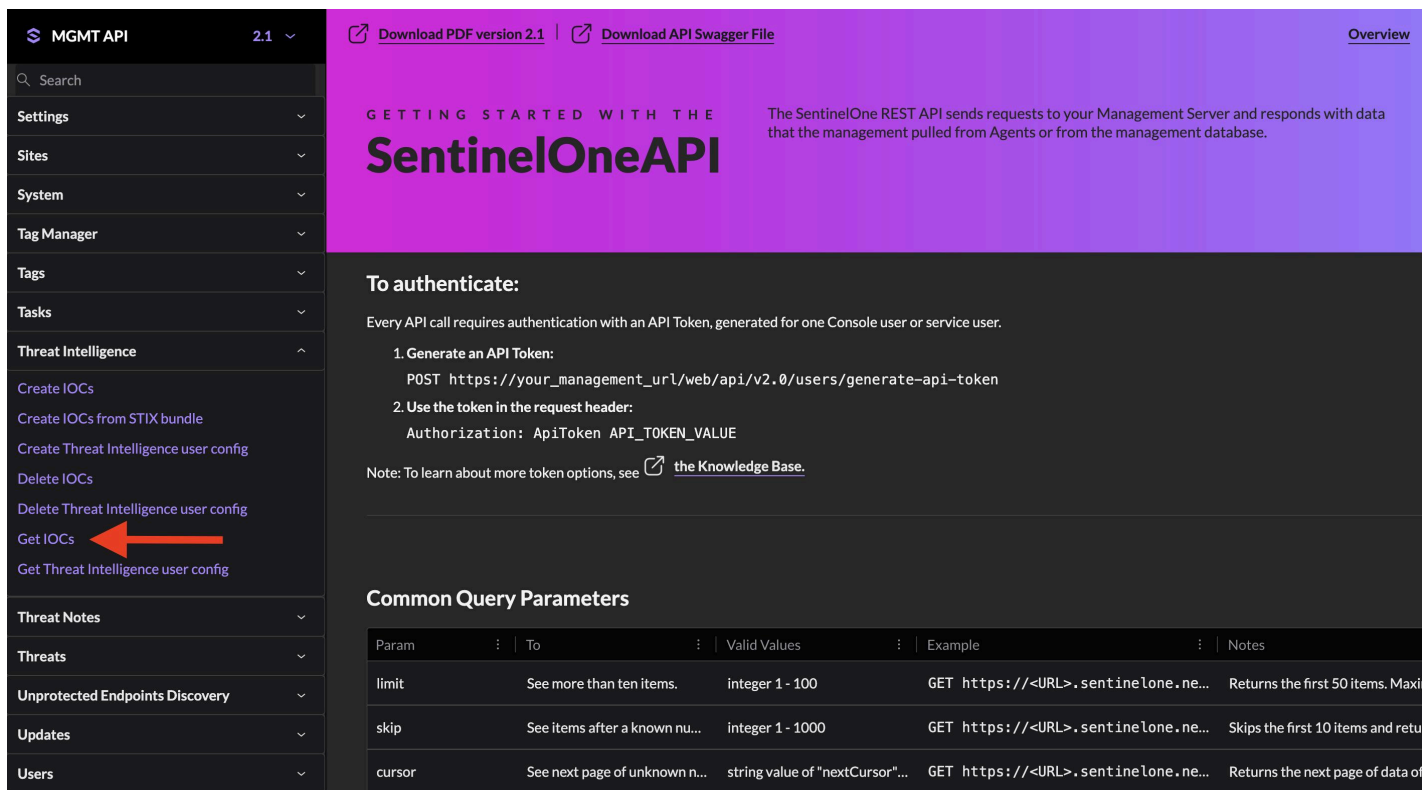 MGMT API
2.1
Search
Settings
Sites
System
Tag Manager
Tags
Tasks
Threat Intelligence
Create IOCs
Create IOCs from STIX bundle
Create Threat Intelligence user config
Delete IOCs
Delete Threat Intelligence user config
Get IOCs
Get Threat Intelligence user config
Threat Notes
Threats
Unprotected Endpoints Discovery
Updates
Users
Download PDF version 2.1 | Download API Swagger File
Overview
GETTING STARTED WITH THE
SentinelOneAPI
The SentinelOne REST API sends requests to your Management Server and responds with data
that the management pulled from Agents or from the management database.
To authenticate:
Every API call requires authentication with an API Token, generated for one Console user or service user.
1. Generate an API Token:
POST https://your_management_url/web/api/v2.0/users/generate-api-token
2. Use the token in the request header:
Authorization: ApiToken API_TOKEN_VALUE
Note: To learn about more token options, see the Knowledge Base.
Common Query Parameters
Param To Valid Values Example Notes
limit See more than ten items. integer 1 - 100 GET https://<URL>.sentinelone.ne... Returns the first 50 items. Maxi
skip See items after a known nu... integer 1 - 1000 GET https://<URL>.sentinelone.ne... Skips the first 10 items and retu
cursor See next page of unknown n... string value of "nextCursor"... GET https://<URL>.sentinelone.ne... Returns the next page of data of